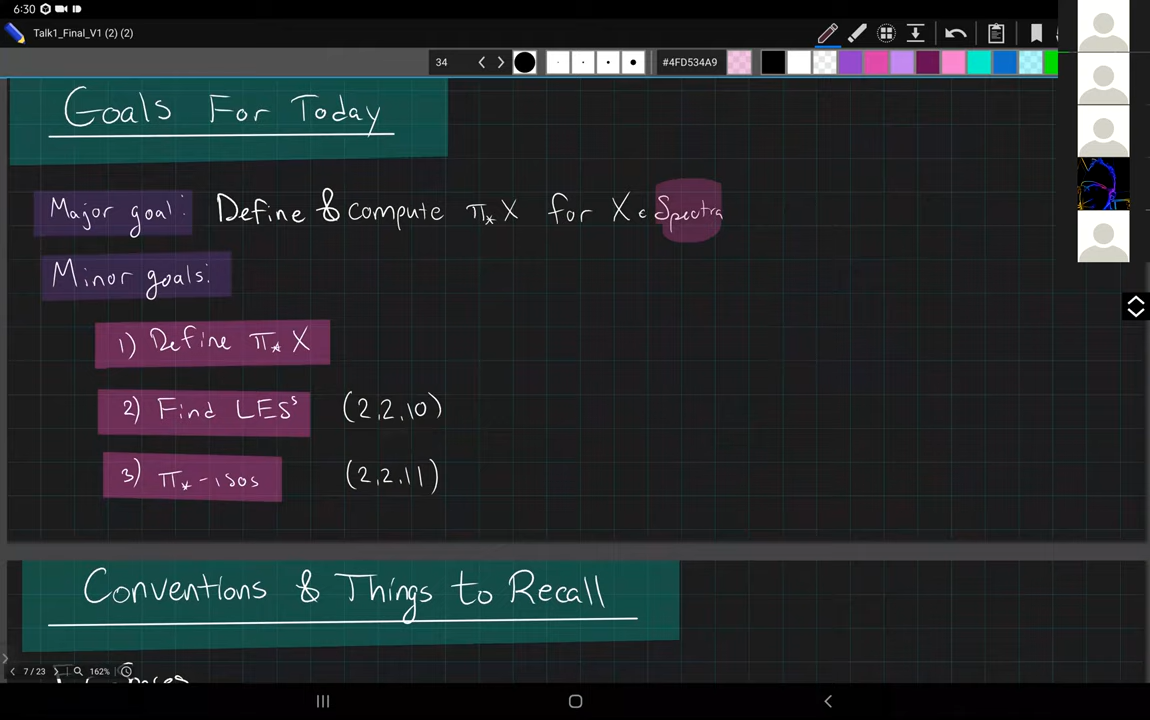 6:30
Talk1_Final_V1 (2) (2)
34
#4FD534A9
Goals For Today
Major goal: Define & compute π⁎ X for X ∈ Spectra
Minor goals:
1) Define π⁎ X
2) Find LESˢ (2,2,10)
3) π⁎-isos (2,2,11)
Conventions & Things to Recall
7 / 23
162%